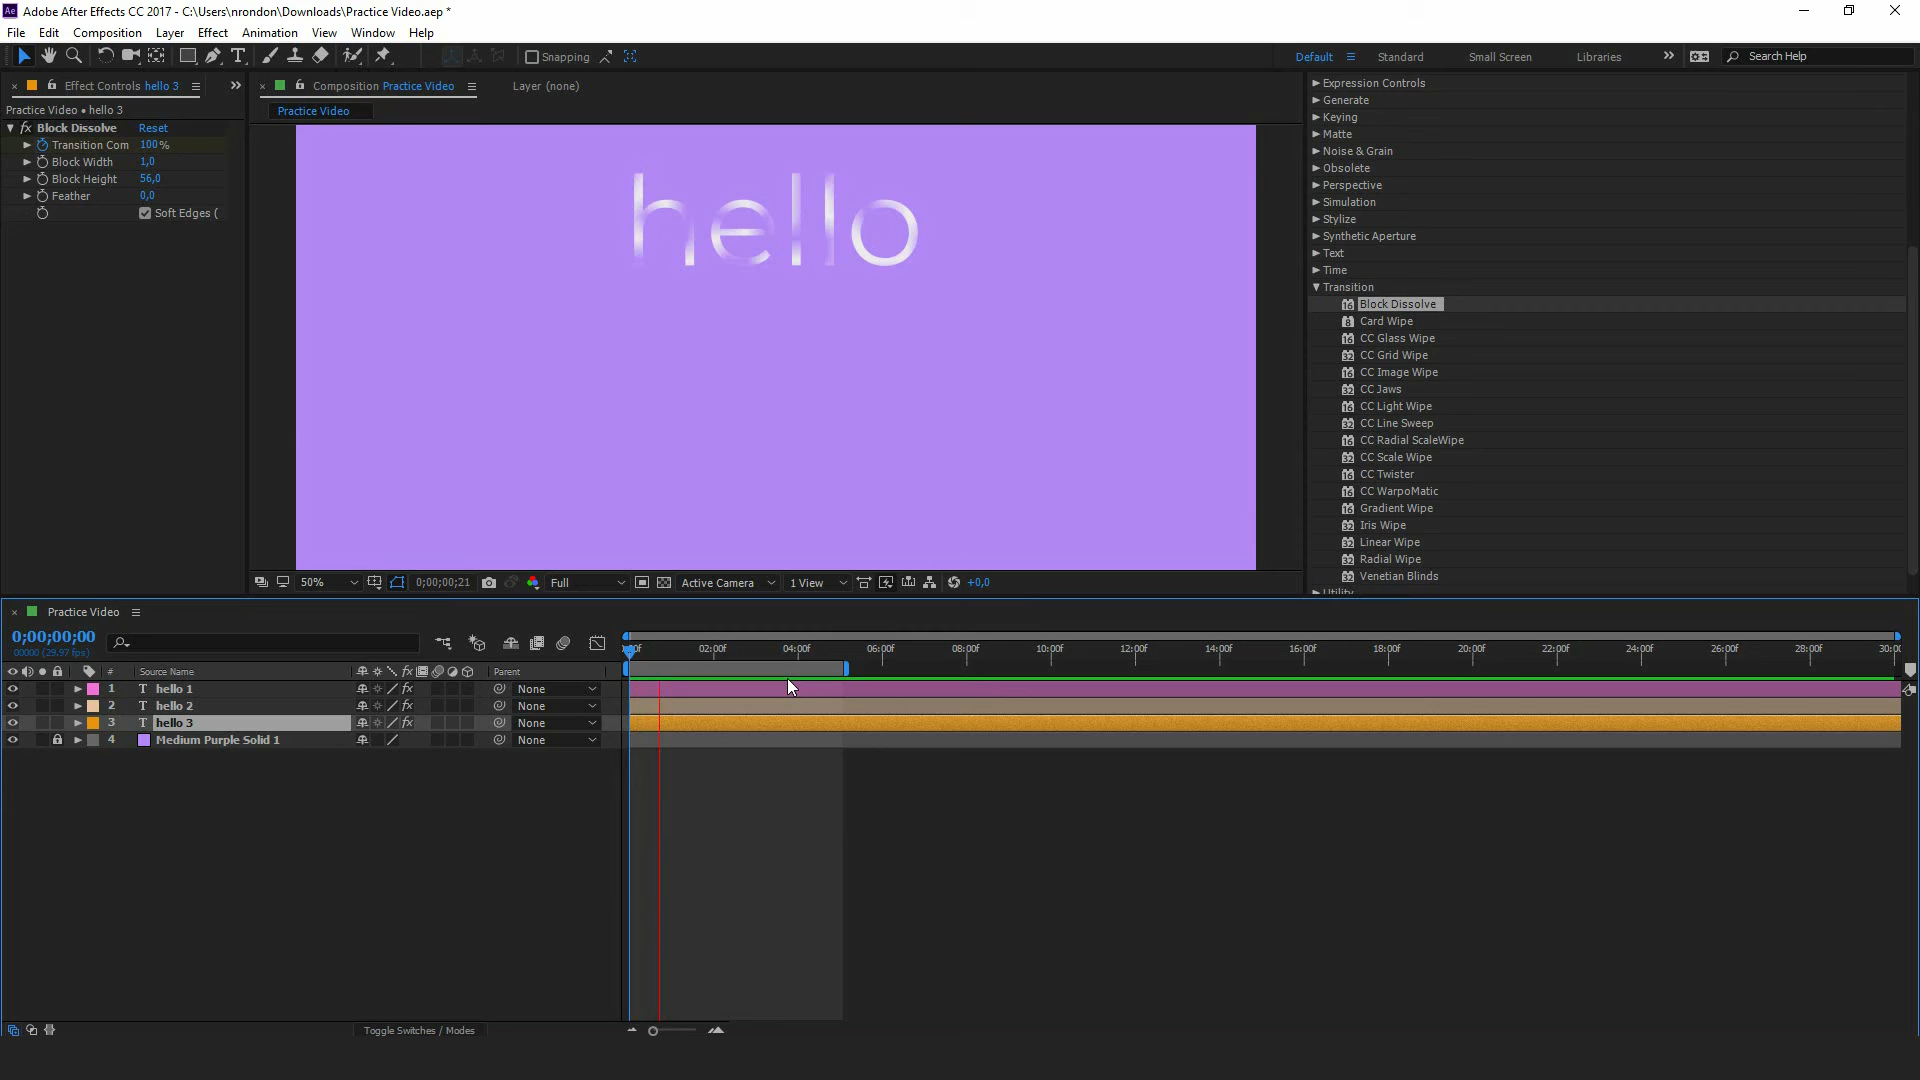 Adobe After Effects CC 2017 - C:\Users\nrondon\Downloads\Practice Video.aep *
File Edit Composition Layer Effect Animation View Window Help
Snapping
Default Standard Small Screen Libraries Search Help
Effect Controls hello 3
Practice Video • hello 3
fx Block Dissolve Reset
Transition Com 100%
Block Width 1,0
Block Height 56,0
Feather 0,0
Soft Edges (
Composition Practice Video Layer (none)
Practice Video
hello
50% 0;00;00;21 Full Active Camera 1 View +0,0
Expression Controls
Generate
Keying
Matte
Noise & Grain
Obsolete
Perspective
Simulation
Stylize
Synthetic Aperture
Text
Time
Transition
Block Dissolve
Card Wipe
CC Glass Wipe
CC Grid Wipe
CC Image Wipe
CC Jaws
CC Light Wipe
CC Line Sweep
CC Radial ScaleWipe
CC Scale Wipe
CC Twister
CC WarpoMatic
Gradient Wipe
Iris Wipe
Linear Wipe
Radial Wipe
Venetian Blinds
Utility
Practice Video
0;00;00;00
00000 (29.97 fps)
02:00f 04:00f 06:00f 08:00f 10:00f 12:00f 14:00f 16:00f 18:00f 20:00f 22:00f 24:00f 26:00f 28:00f 30:00
# Source Name fx Parent
1 T hello 1 fx None
2 T hello 2 fx None
3 T hello 3 fx None
4 Medium Purple Solid 1 None
Toggle Switches / Modes